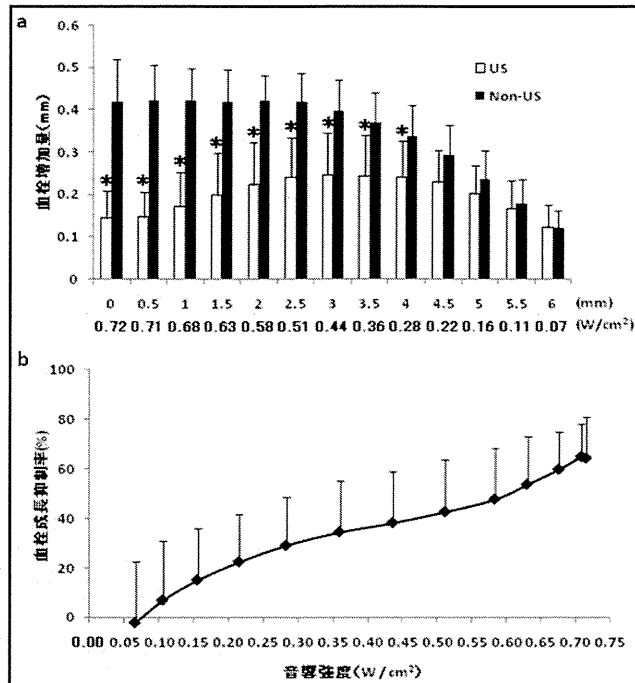 a
0.6
0.5
0.4
0.3
0.2
0.1
0
血栓増加量(mm)
US
Non-US
* * * * * * * * *
0 0.5 1 1.5 2 2.5 3 3.5 4 4.5 5 5.5 6 (mm)
0.72 0.71 0.68 0.63 0.58 0.51 0.44 0.36 0.28 0.22 0.16 0.11 0.07 (W/cm²)
b
100
80
60
40
20
0
血栓成長抑制率(%)
0.00 0.05 0.10 0.15 0.20 0.25 0.30 0.35 0.40 0.45 0.50 0.55 0.60 0.65 0.70 0.75
音響強度(W/cm²)